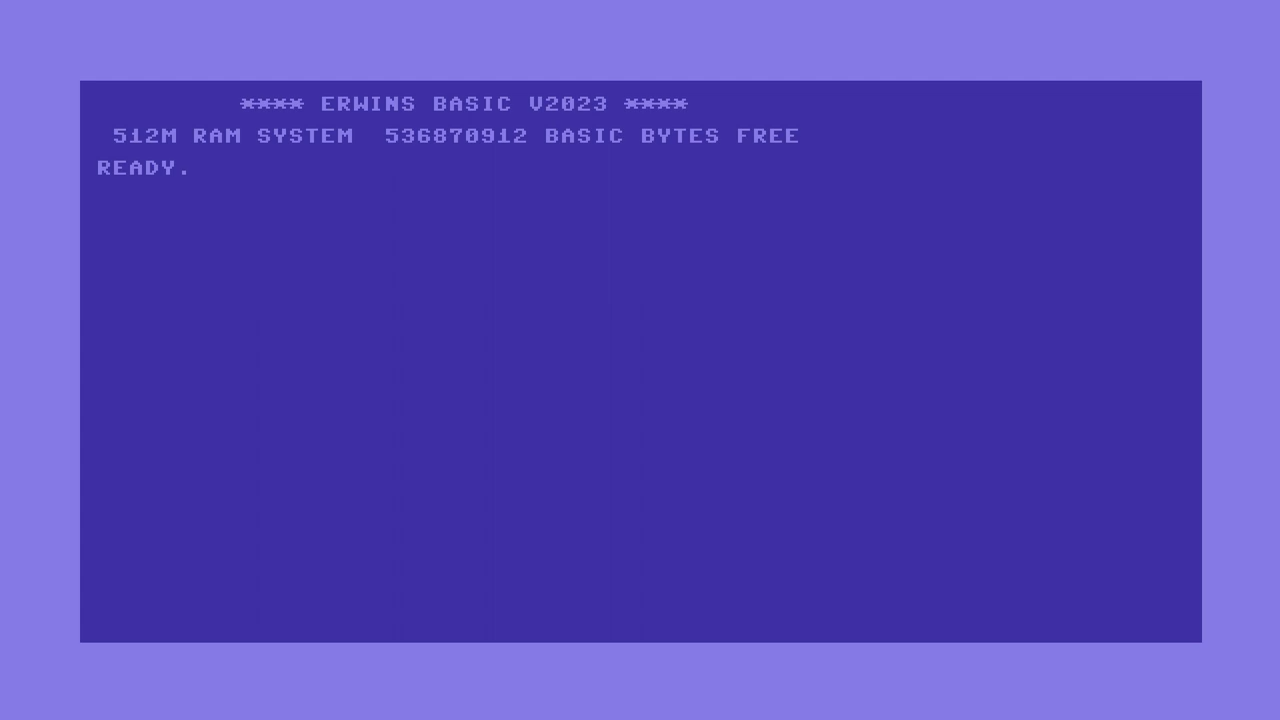 **** ERWINS BASIC V2023 ****
512M RAM SYSTEM  536870912 BASIC BYTES FREE
READY.